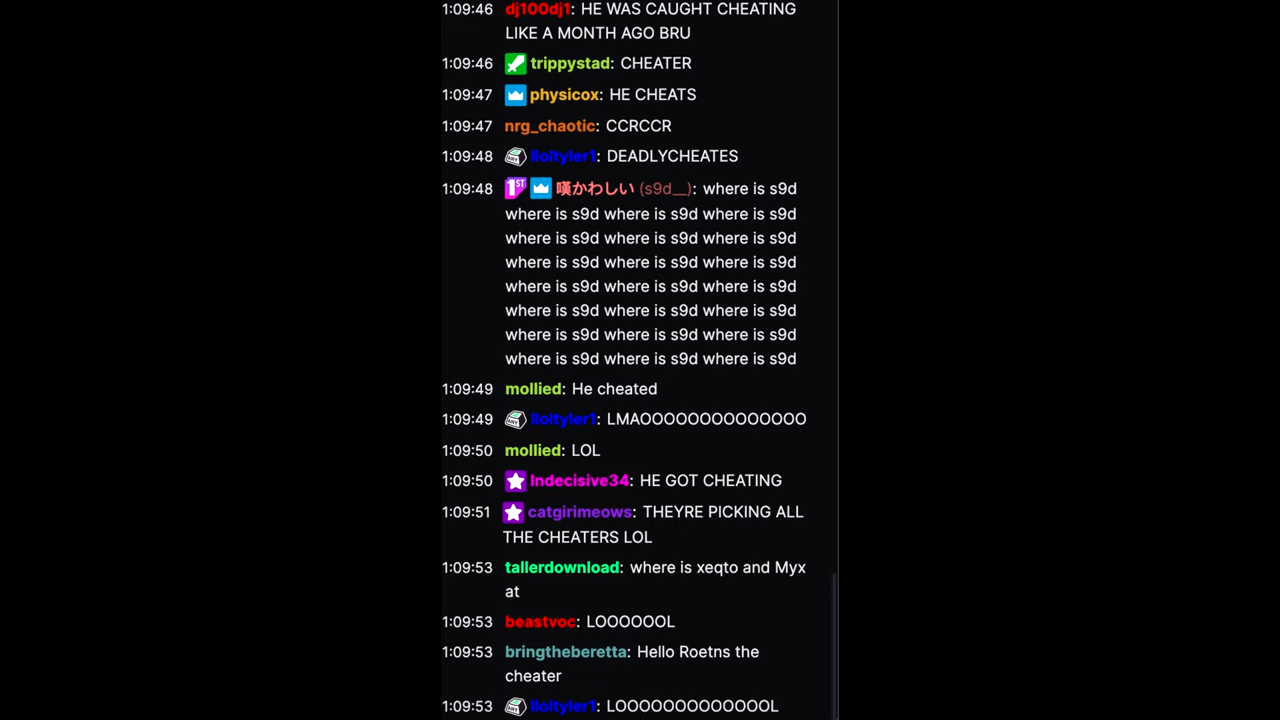 1:09:46 dj100dj1: HE WAS CAUGHT CHEATING
LIKE A MONTH AGO BRU
1:09:46 trippystad: CHEATER
1:09:47 physicox: HE CHEATS
1:09:47 nrg_chaotic: CCRCCR
1:09:48 lloltyler1: DEADLYCHEATES
1:09:48 1ST 嘆かわしい (s9d__): where is s9d
where is s9d where is s9d where is s9d
where is s9d where is s9d where is s9d
where is s9d where is s9d where is s9d
where is s9d where is s9d where is s9d
where is s9d where is s9d where is s9d
where is s9d where is s9d where is s9d
where is s9d where is s9d where is s9d
1:09:49 mollied: He cheated
1:09:49 lloltyler1: LMAOOOOOOOOOOOOOO
1:09:50 mollied: LOL
1:09:50 Indecisive34: HE GOT CHEATING
1:09:51 catgirimeows: THEYRE PICKING ALL
THE CHEATERS LOL
1:09:53 tallerdownload: where is xeqto and Myx
at
1:09:53 beastvoc: LOOOOOOL
1:09:53 bringtheberetta: Hello Roetns the
cheater
1:09:53 lloltyler1: LOOOOOOOOOOOOOL